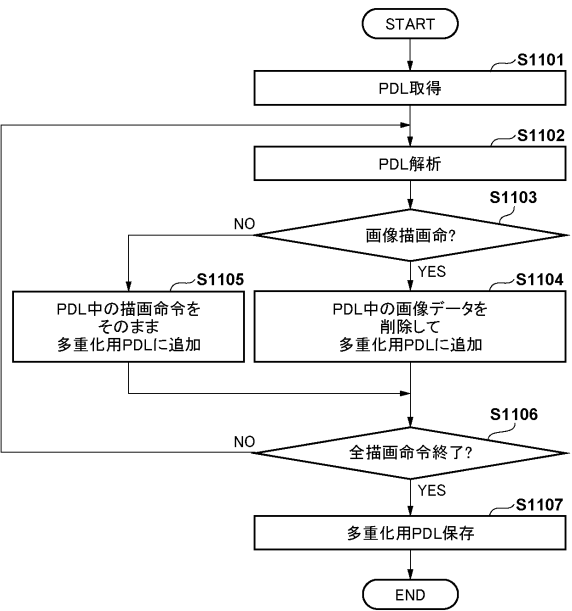 START
S1101
PDL取得
S1102
PDL解析
S1103
画像描画命?
NO
YES
S1105
PDL中の描画命令を
そのまま
多重化用PDLに追加
S1104
PDL中の画像データを
削除して
多重化用PDLに追加
S1106
全描画命令終了?
NO
YES
S1107
多重化用PDL保存
END